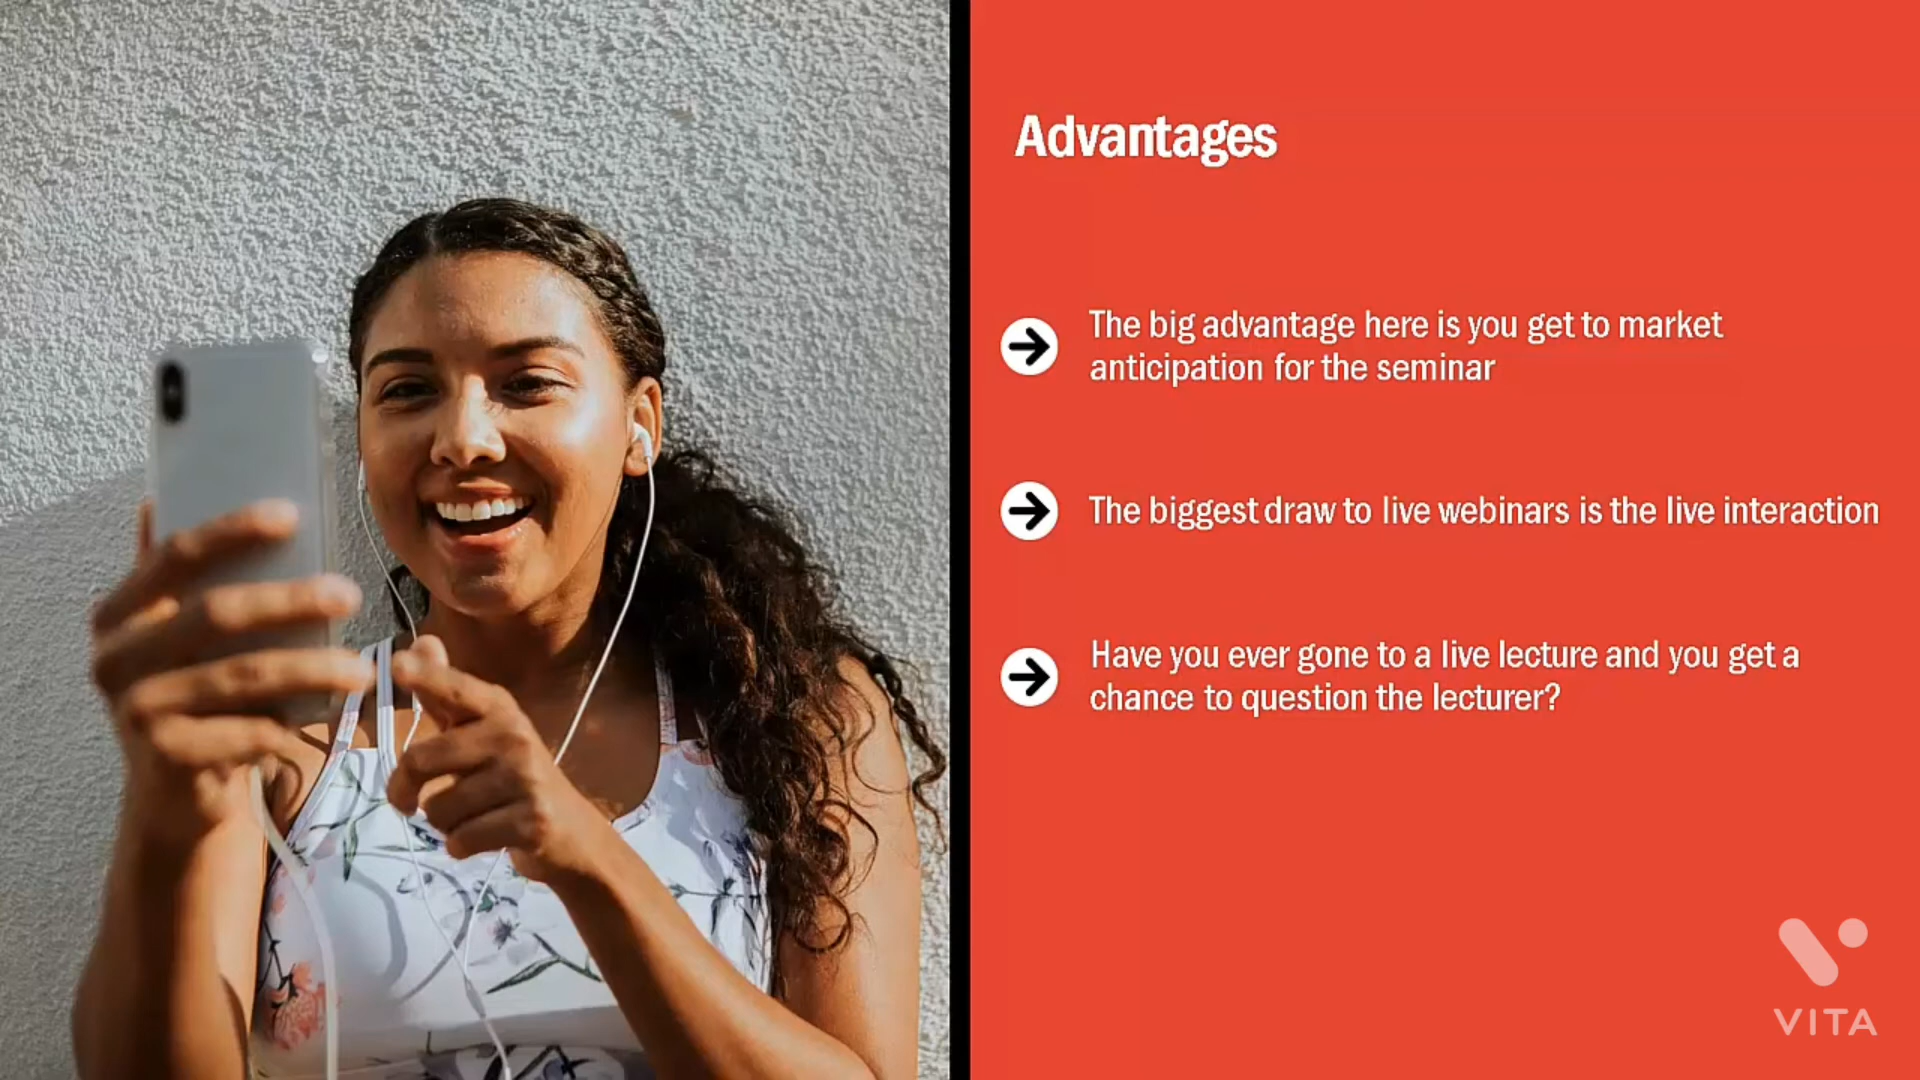 Advantages
The big advantage here is you get to market
anticipation for the seminar
The biggest draw to live webinars is the live interaction
Have you ever gone to a live lecture and you get a
chance to question the lecturer?
VITA